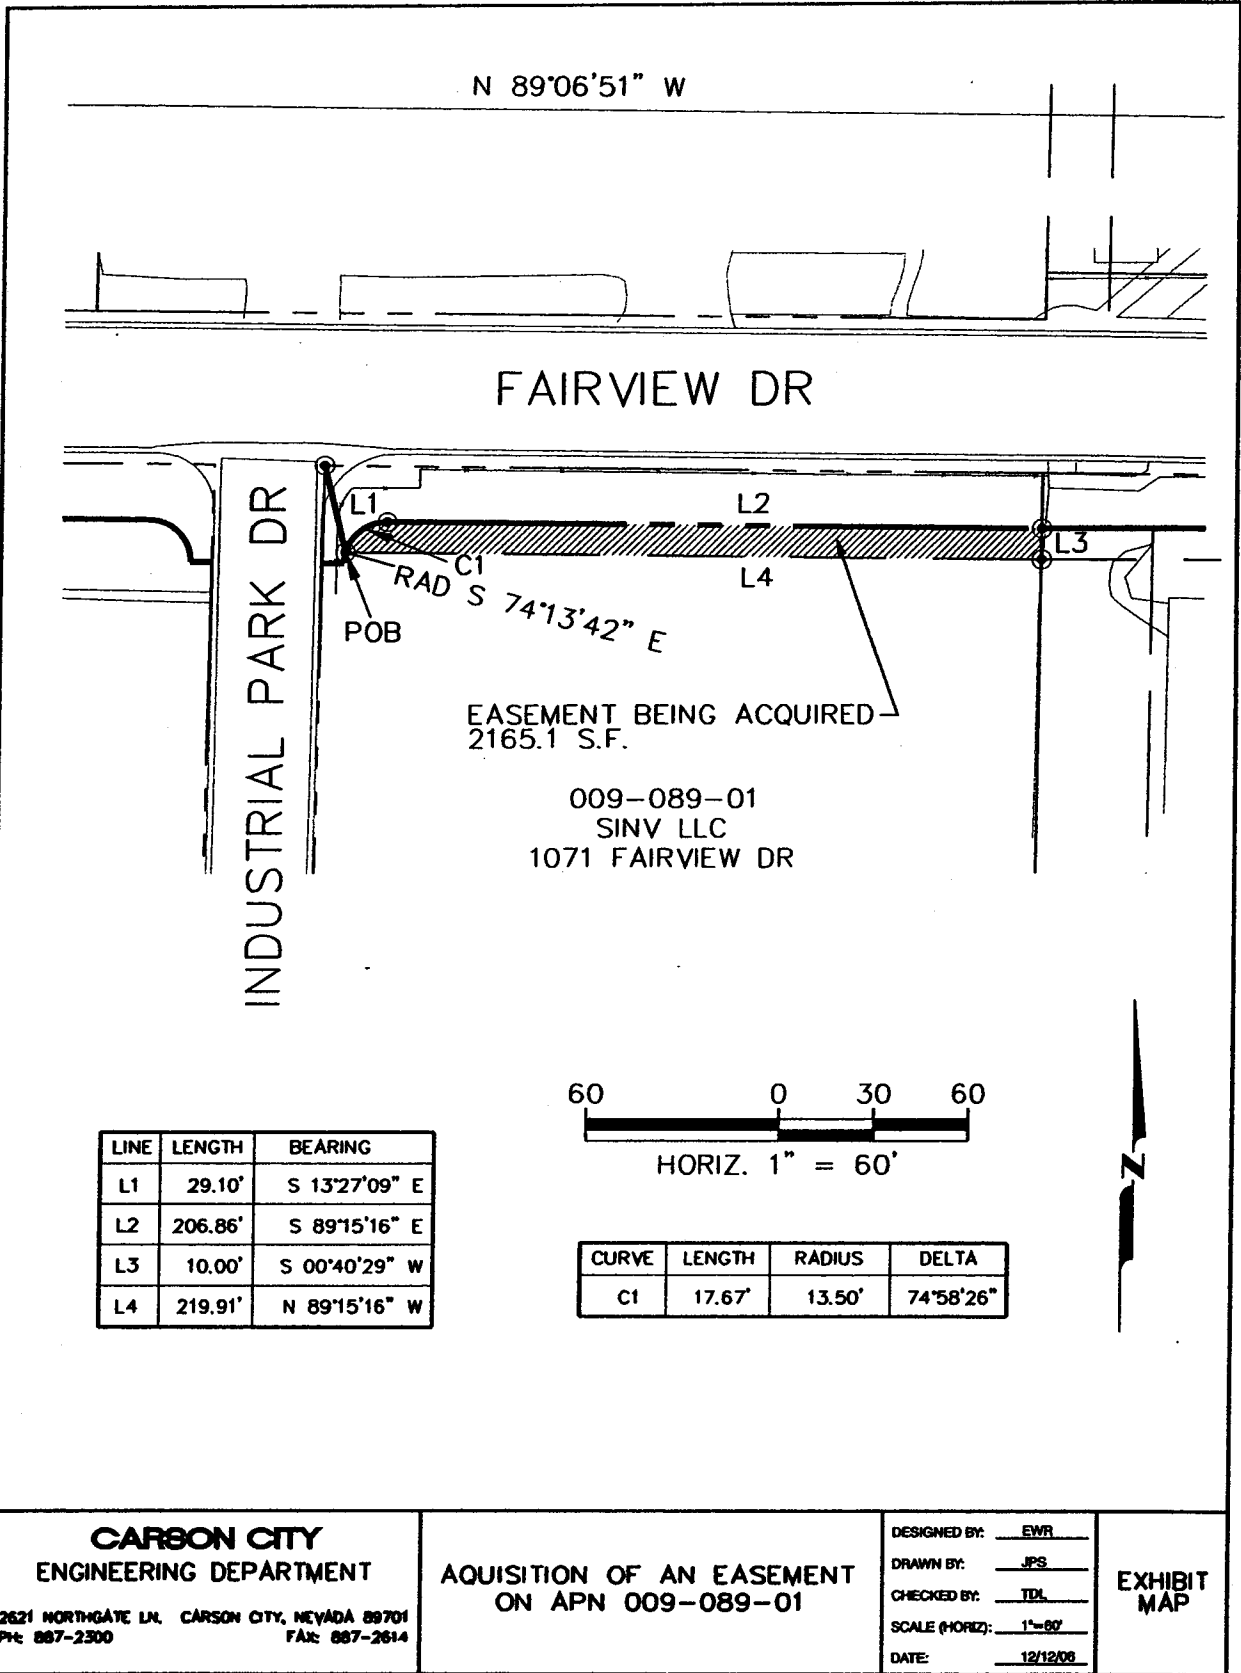 N 89°06'51" W
FAIRVIEW DR
L1
L2
L3
C1
L4
RAD S 74°13'42" E
POB
INDUSTRIAL PARK DR
EASEMENT BEING ACQUIRED
2165.1 S.F.
009-089-01
SINV LLC
1071 FAIRVIEW DR
60 0 30 60
HORIZ. 1" = 60'
N
LINE LENGTH BEARING
L1 29.10' S 13°27'09" E
L2 206.86' S 89°15'16" E
L3 10.00' S 00°40'29" W
L4 219.91' N 89°15'16" W
CURVE LENGTH RADIUS DELTA
C1 17.67' 13.50' 74°58'26"
CARSON CITY
ENGINEERING DEPARTMENT
2621 NORTHGATE LN, CARSON CITY, NEVADA 89701
PH: 887-2300 FAX: 887-2614
AQUISITION OF AN EASEMENT
ON APN 009-089-01
DESIGNED BY: EWR
DRAWN BY: JPS
CHECKED BY: TDL
SCALE (HORIZ): 1"=60'
DATE: 12/12/06
EXHIBIT
MAP